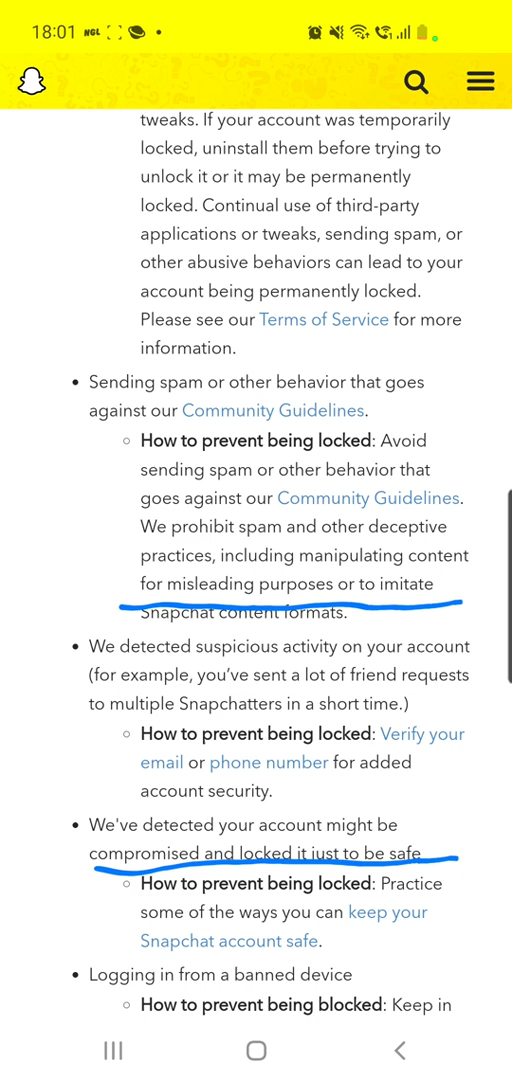 18:01 NGL
tweaks. If your account was temporarily
locked, uninstall them before trying to
unlock it or it may be permanently
locked. Continual use of third-party
applications or tweaks, sending spam, or
other abusive behaviors can lead to your
account being permanently locked.
Please see our Terms of Service for more
information.
• Sending spam or other behavior that goes
against our Community Guidelines.
○ How to prevent being locked: Avoid
sending spam or other behavior that
goes against our Community Guidelines.
We prohibit spam and other deceptive
practices, including manipulating content
for misleading purposes or to imitate
Snapchat content formats.
• We detected suspicious activity on your account
(for example, you’ve sent a lot of friend requests
to multiple Snapchatters in a short time.)
○ How to prevent being locked: Verify your
email or phone number for added
account security.
• We've detected your account might be
compromised and locked it just to be safe
○ How to prevent being locked: Practice
some of the ways you can keep your
Snapchat account safe.
• Logging in from a banned device
○ How to prevent being blocked: Keep in